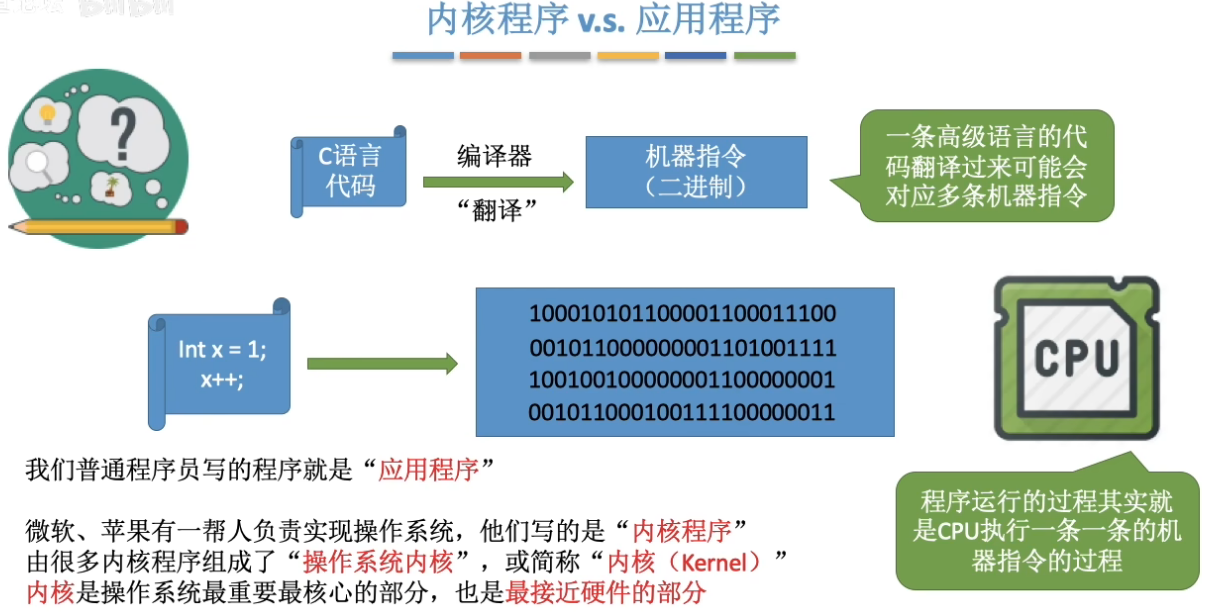 内核程序 v.s. 应用程序
C语言
代码
编译器
“翻译”
机器指令
（二进制）
一条高级语言的代
码翻译过来可能会
对应多条机器指令
Int x = 1;
x++;
100010101100001100011100
001011000000001101001111
100100100000001100000001
001011000100111100000011
CPU
程序运行的过程其实就
是CPU执行一条一条的机
器指令的过程
我们普通程序员写的程序就是“应用程序”
微软、苹果有一帮人负责实现操作系统，他们写的是“内核程序”
由很多内核程序组成了“操作系统内核”，或简称“内核（Kernel）”
内核是操作系统最重要最核心的部分，也是最接近硬件的部分